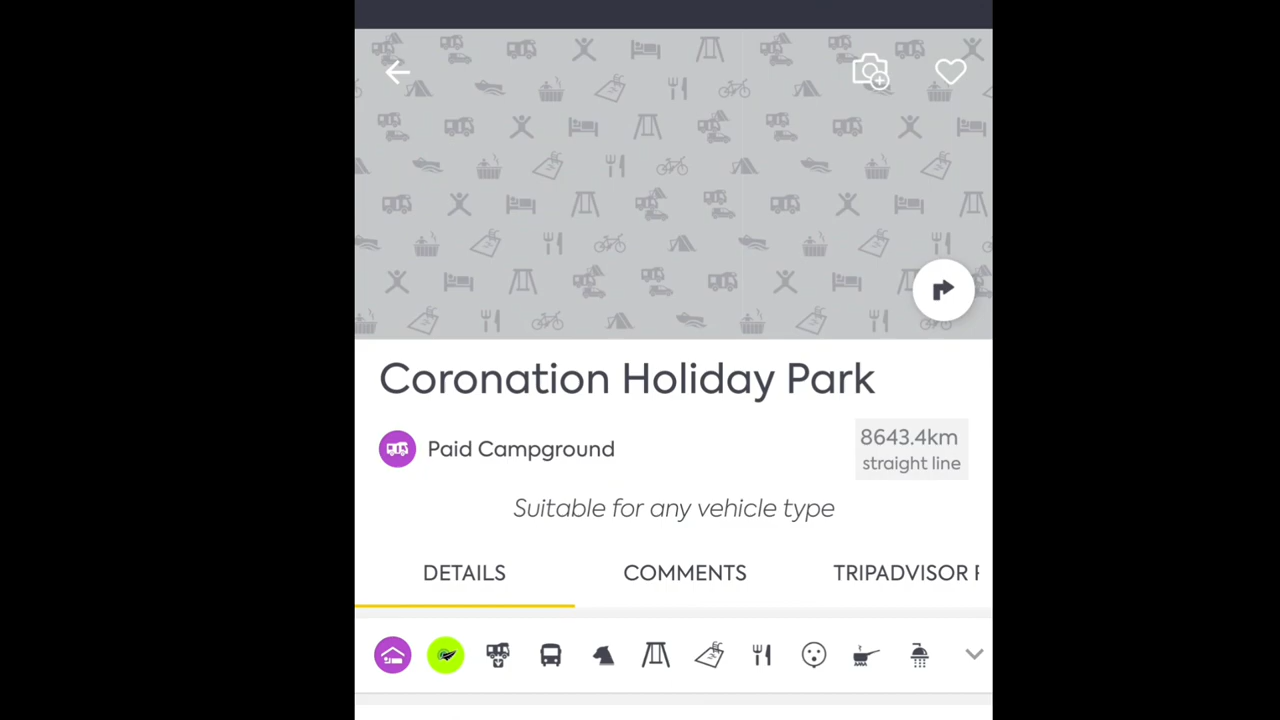 Coronation Holiday Park
Paid Campground
8643.4km
straight line
Suitable for any vehicle type
DETAILS
COMMENTS
TRIPADVISOR